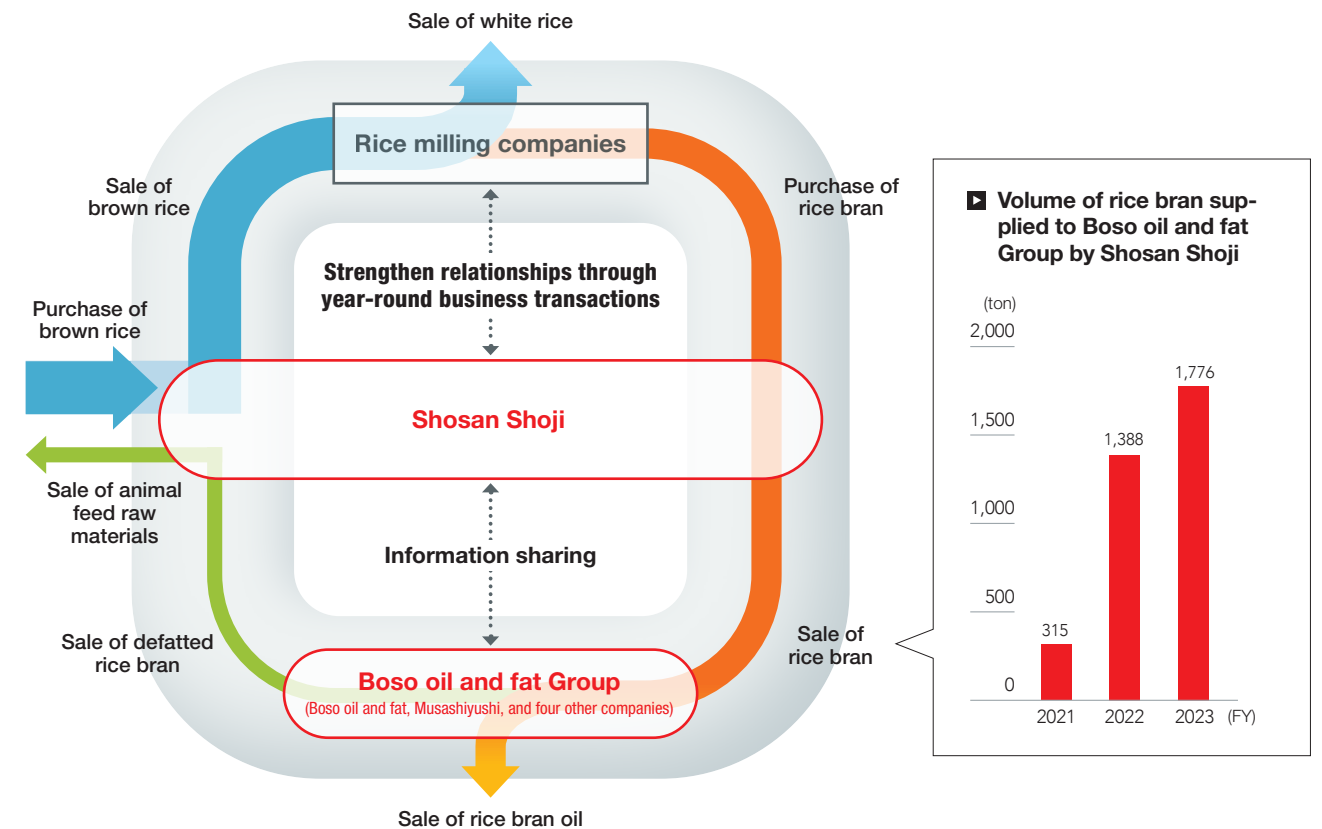 Sale of white rice
Rice milling companies
Sale of
brown rice
Purchase of
rice bran
Strengthen relationships through
year-round business transactions
Purchase of
brown rice
Shosan Shoji
Sale of animal
feed raw
materials
Information sharing
Sale of defatted
rice bran
Sale of
rice bran
Boso oil and fat Group
(Boso oil and fat, Musashiyushi, and four other companies)
Sale of rice bran oil
Volume of rice bran sup-
plied to Boso oil and fat
Group by Shosan Shoji
(ton)
2,000
1,776
1,500
1,388
1,000
500
315
0
2021 2022 2023 (FY)